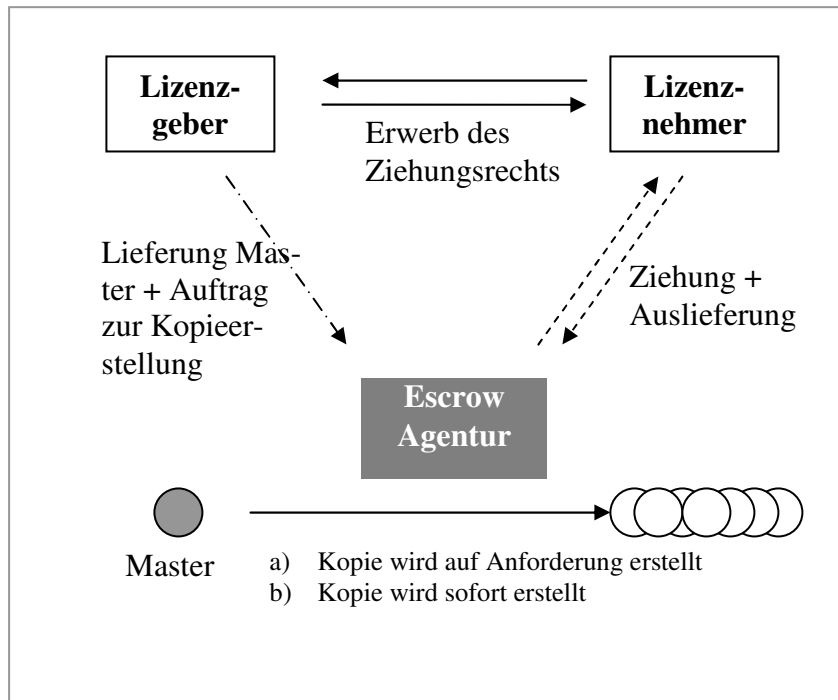 Lizenz-
geber
Lizenz-
nehmer
Erwerb des
Ziehungsrechts
Lieferung Mas-
ter + Auftrag
zur Kopieer-
stellung
Ziehung +
Auslieferung
Escrow
Agentur
Master
a) Kopie wird auf Anforderung erstellt
b) Kopie wird sofort erstellt